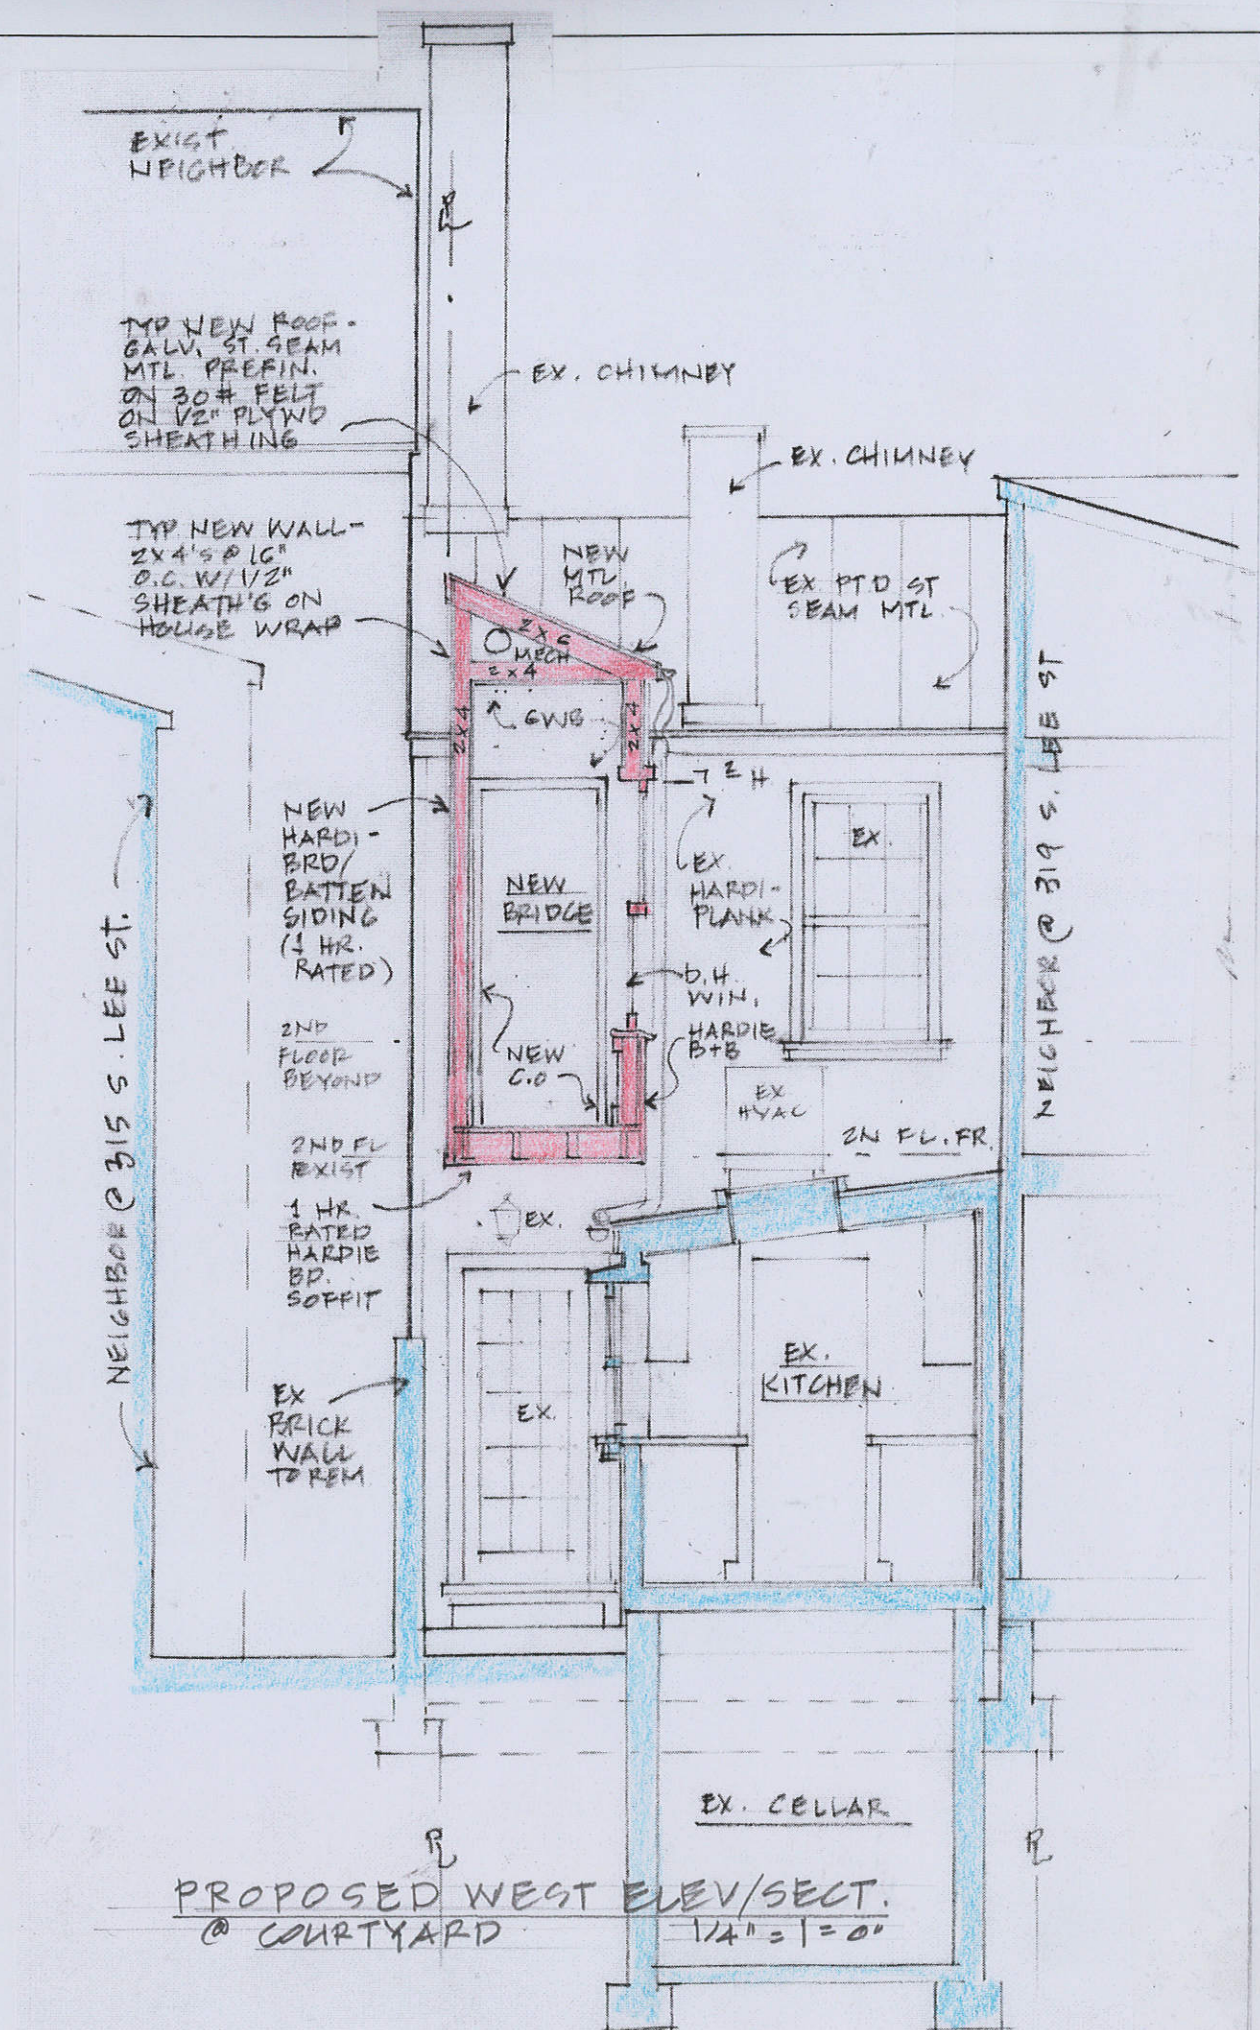 EXIST.
NEIGHBOR
PL
TYP NEW ROOF-
GALV. ST. SEAM
MTL. PREFIN.
ON 30# FELT
ON 1/2" PLYWD
SHEATHING
EX. CHIMNEY
EX. CHIMNEY
TYP NEW WALL-
2X4'S @ 16"
O.C. W/ 1/2"
SHEATH'G ON
HOUSE WRAP
NEW
MTL
ROOF
EX PTD ST
SEAM MTL.
2X6
MECH
2x4
GWB
2X4
2X4
NEW
HARDI-
BRD/
BATTEN
SIDING
(1 HR.
RATED)
NEW
BRIDGE
7 2 H
EX.
HARDI-
PLANK
EX.
D.H.
WIN.
HARDIE
B+B
NEW
C.O
2ND
FLOOR
BEYOND
EX
HVAC
2N FL. FR.
2ND FL
EXIST
1 HR.
RATED
HARDIE
BD.
SOFFIT
EX.
EX
BRICK
WALL
TO REM
EX.
EX.
KITCHEN
NEIGHBOR @ 315 S. LEE ST.
NEIGHBOR @ 319 S. LEE ST
EX. CELLAR
PL
PL
PROPOSED WEST ELEV/SECT.
@ COURTYARD 1/4" = 1'=0"